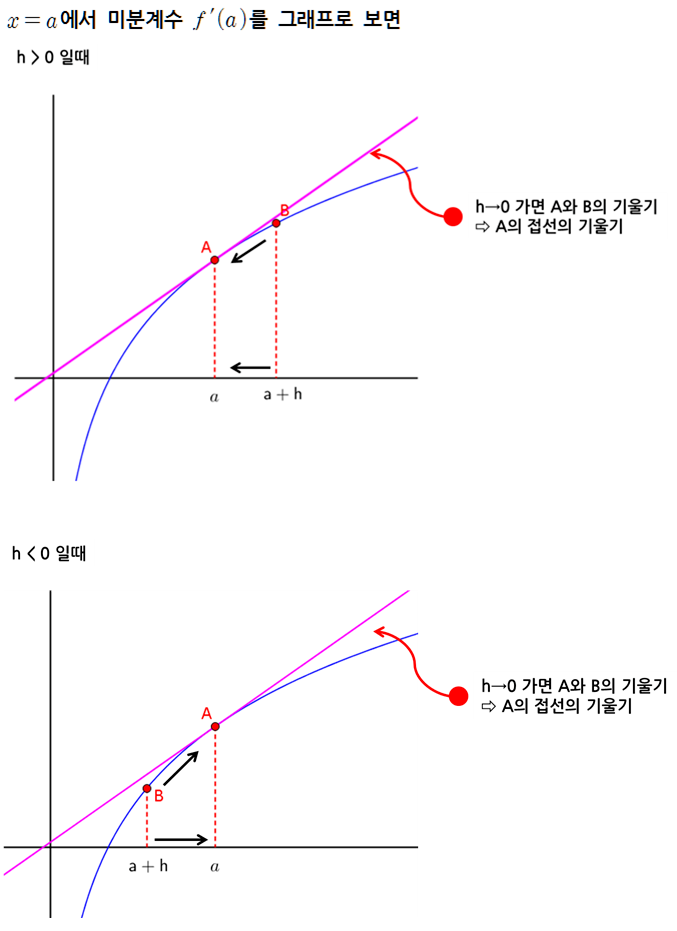 x = a에서 미분계수 f′(a)를 그래프로 보면
h > 0 일때
B
A
h→0 가면 A와 B의 기울기
⇨ A의 접선의 기울기
a
a + h
h < 0 일때
h→0 가면 A와 B의 기울기
⇨ A의 접선의 기울기
A
B
a + h
a